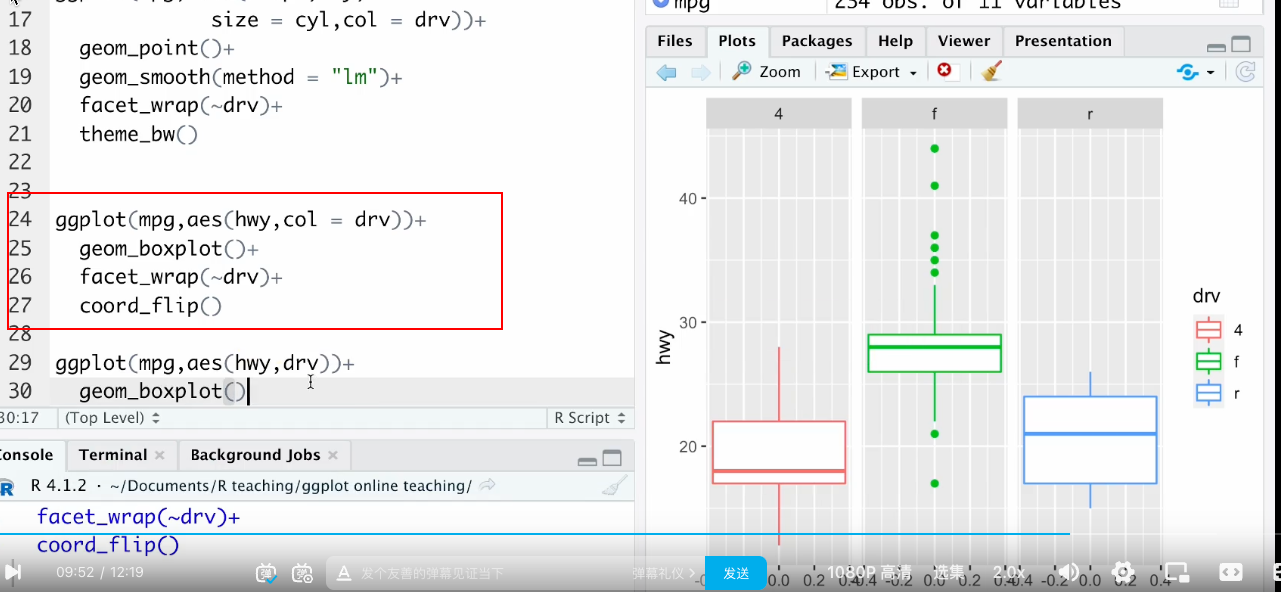 17 size = cyl,col = drv))+
18 geom_point()+
19 geom_smooth(method = "lm")+
20 facet_wrap(~drv)+
21 theme_bw()
22
23
24 ggplot(mpg,aes(hwy,col = drv))+
25 geom_boxplot()+
26 facet_wrap(~drv)+
27 coord_flip()
28
29 ggplot(mpg,aes(hwy,drv))+
30 geom_boxplot()
30:17 (Top Level) R Script
Console Terminal Background Jobs
R R 4.1.2 · ~/Documents/R teaching/ggplot online teaching/
facet_wrap(~drv)+
coord_flip()
09:52 / 12:19 A 发个友善的弹幕见证当下 弹幕礼仪 发送 1080P 高清 选集 2.0x
mpg 234 obs. of 11 variables
Files Plots Packages Help Viewer Presentation
Zoom Export
4 f r
40
30
20
hwy
drv
4
f
r
0.0 0.2 0.4 -0.4 -0.2 0.0 0.2 0.4 -0.4 -0.2 0.0 0.2 0.4